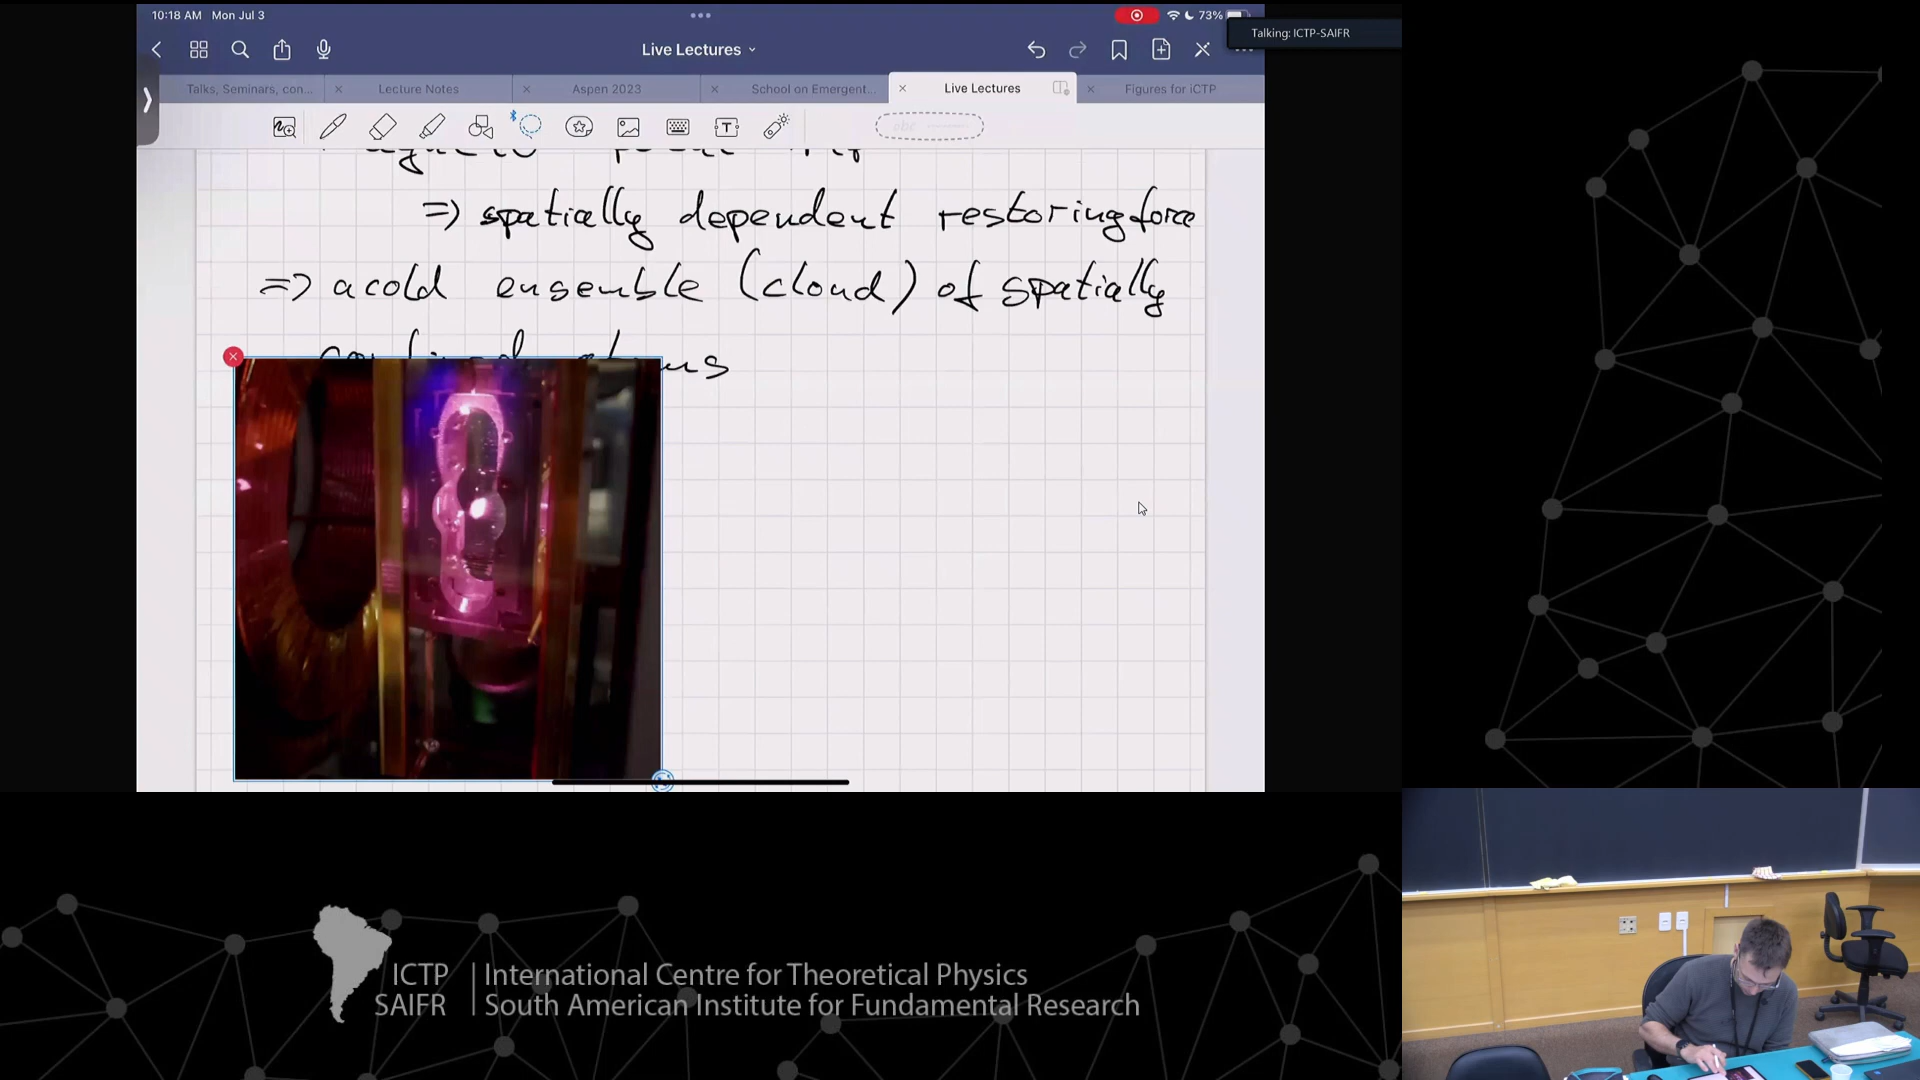 10:18 AM Mon Jul 3
73%
Talking: ICTP-SAIFR
Live Lectures
Talks, Seminars, con...
Lecture Notes
Aspen 2023
School on Emergent...
Live Lectures
Figures for iCTP
=> spatially dependent restoring force
=> a cold ensemble (cloud) of spatially
confined atoms
ICTP
SAIFR
International Centre for Theoretical Physics
South American Institute for Fundamental Research